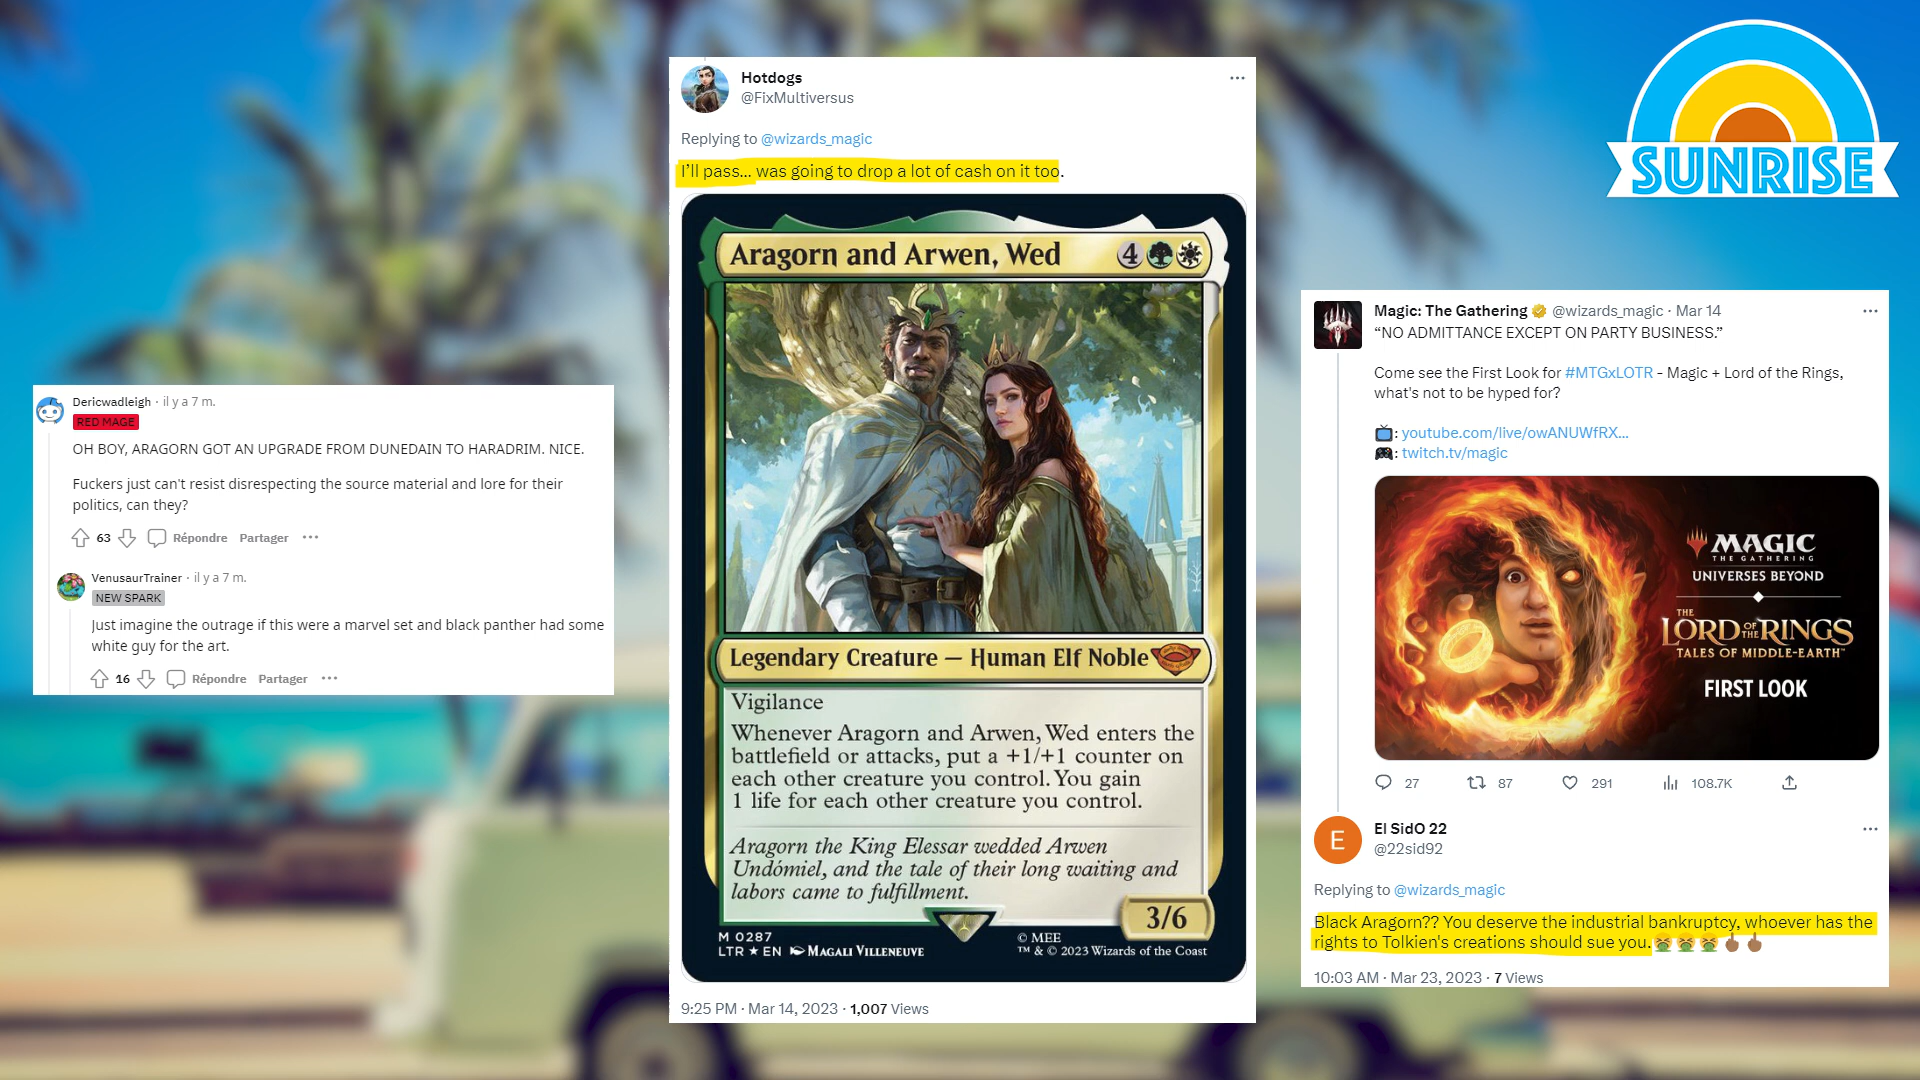 SUNRISE
Dericwadleigh · il y a 7 m.
RED MAGE
OH BOY, ARAGORN GOT AN UPGRADE FROM DUNEDAIN TO HARADRIM. NICE.
Fuckers just can't resist disrespecting the source material and lore for their
politics, can they?
63 Répondre Partager ···
VenusaurTrainer · il y a 7 m.
NEW SPARK
Just imagine the outrage if this were a marvel set and black panther had some
white guy for the art.
16 Répondre Partager ···
Hotdogs
@FixMultiversus
Replying to @wizards_magic
I'll pass... was going to drop a lot of cash on it too.
Aragorn and Arwen, Wed 4
Legendary Creature — Human Elf Noble
Vigilance
Whenever Aragorn and Arwen, Wed enters the
battlefield or attacks, put a +1/+1 counter on
each other creature you control. You gain
1 life for each other creature you control.
Aragorn the King Elessar wedded Arwen
Undómiel, and the tale of their long waiting and
labors came to fulfillment.
3/6
M 0287
LTR ★ EN MAGALI VILLENEUVE
© MEE
™ & © 2023 Wizards of the Coast
9:25 PM · Mar 14, 2023 · 1,007 Views
Magic: The Gathering @wizards_magic · Mar 14
“NO ADMITTANCE EXCEPT ON PARTY BUSINESS.”
Come see the First Look for #MTGxLOTR - Magic + Lord of the Rings,
what's not to be hyped for?
📺: youtube.com/live/owANUWfRX…
🎮: twitch.tv/magic
MAGIC
THE GATHERING
UNIVERSES BEYOND
THE
LORD OF THE RINGS
TALES OF MIDDLE-EARTH™
FIRST LOOK
27 87 291 108.7K
E
El SidO 22
@22sid92
Replying to @wizards_magic
Black Aragorn?? You deserve the industrial bankruptcy, whoever has the
rights to Tolkien's creations should sue you.🤮🤮🤮🖕🏾🖕🏾
10:03 AM · Mar 23, 2023 · 7 Views